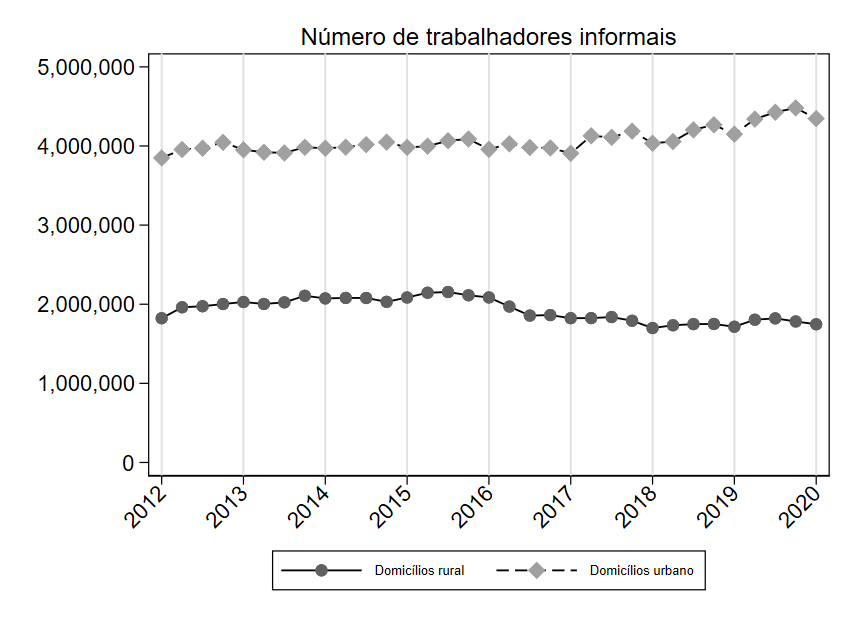 Número de trabalhadores informais
5,000,000
4,000,000
3,000,000
2,000,000
1,000,000
0
2012 2013 2014 2015 2016 2017 2018 2019 2020
Domicílios rural Domicílios urbano